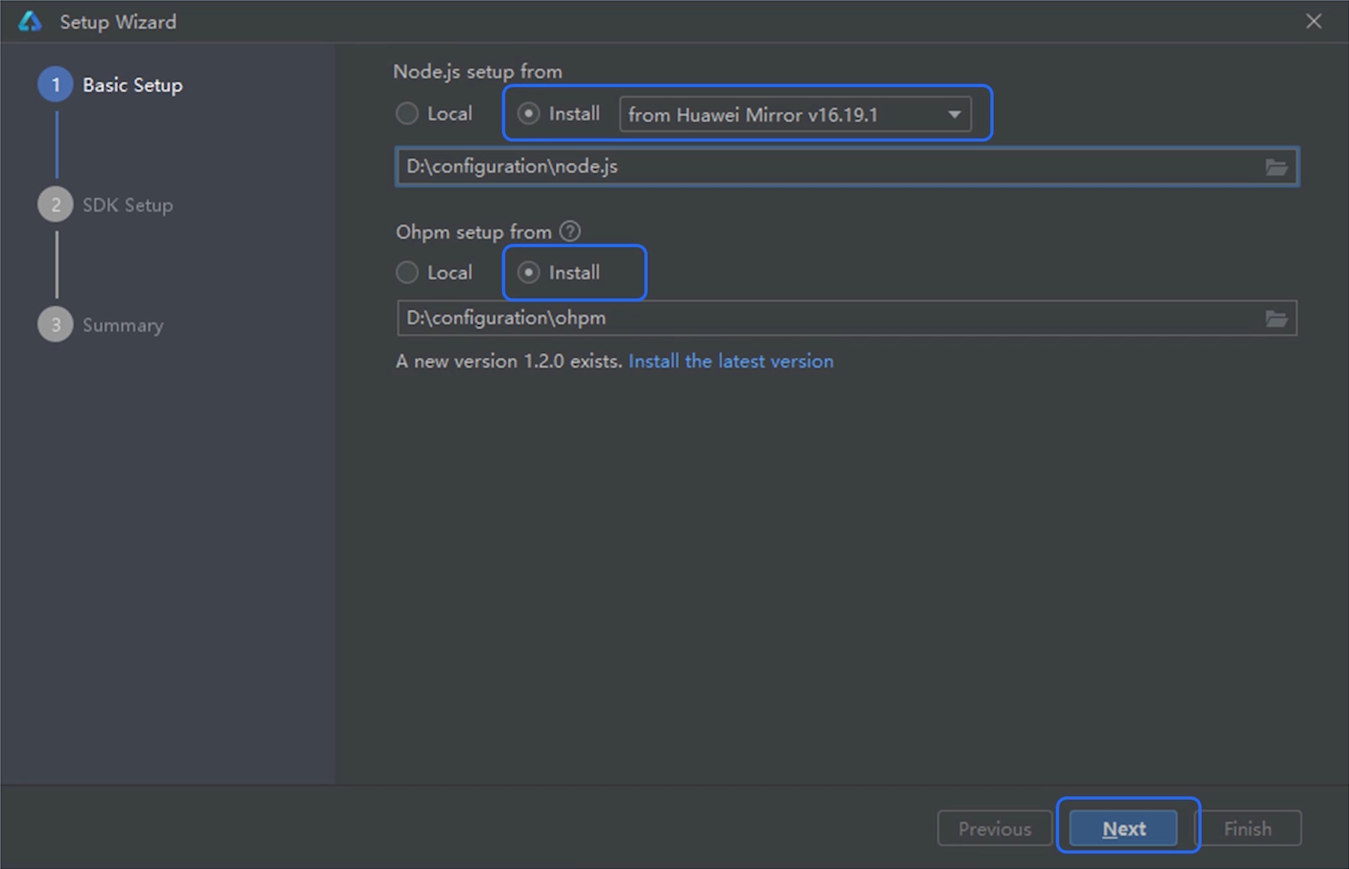 Setup Wizard
1 Basic Setup
2 SDK Setup
3 Summary
Node.js setup from
Local Install from Huawei Mirror v16.19.1
D:\configuration\node.js
Ohpm setup from ?
Local Install
D:\configuration\ohpm
A new version 1.2.0 exists. Install the latest version
Previous Next Finish